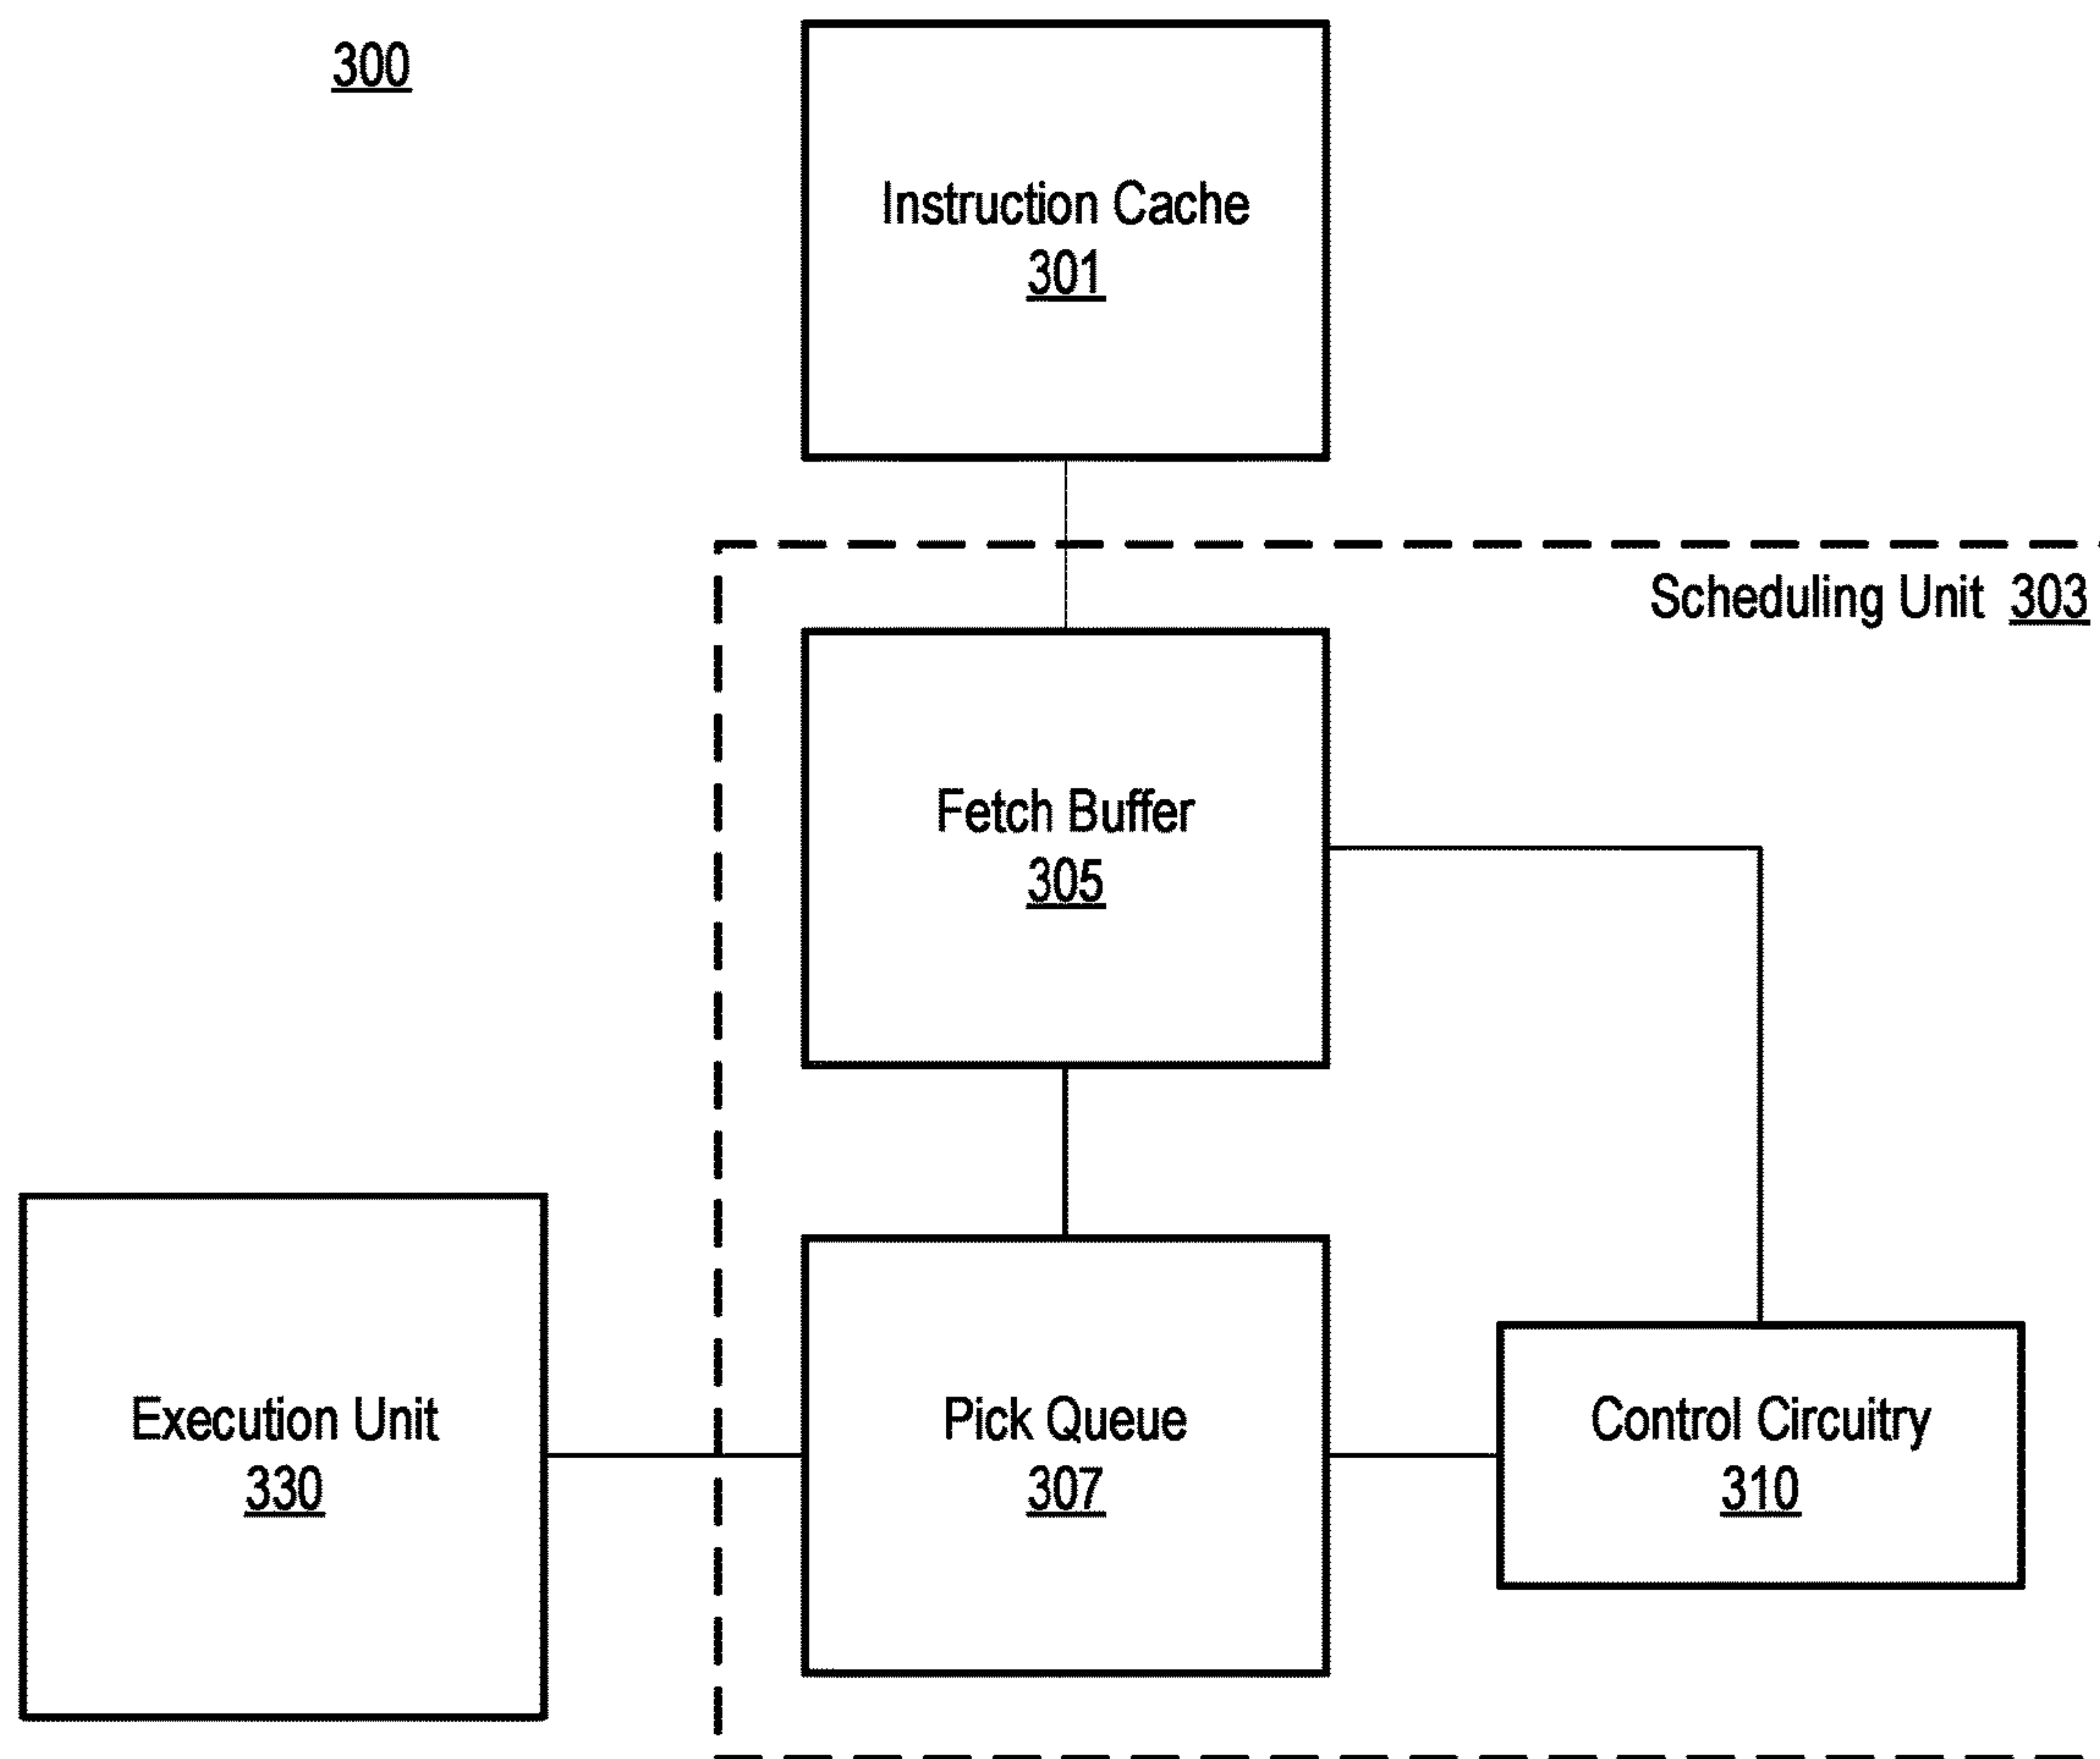 300
Instruction Cache
301
Scheduling Unit 303
Fetch Buffer
305
Execution Unit
330
Pick Queue
307
Control Circuitry
310